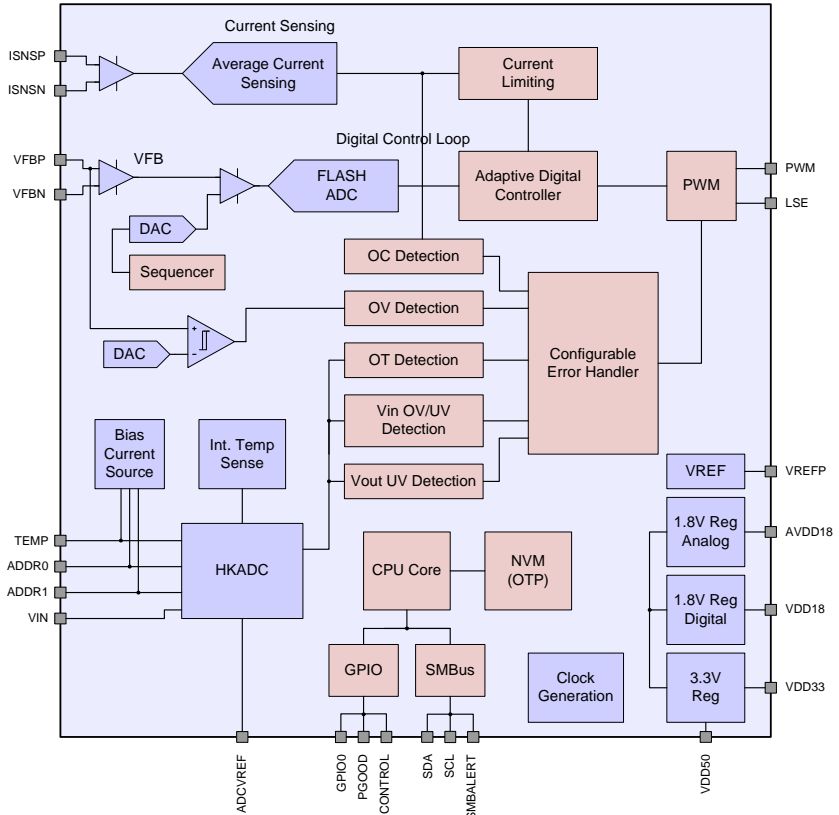 Current Sensing
ISNSP
ISNSN
Average Current
Sensing
Current
Limiting
Digital Control Loop
VFBP
VFBN
VFB
FLASH
ADC
Adaptive Digital
Controller
PWM
PWM
LSE
DAC
Sequencer
OC Detection
OV Detection
+
-
DAC
OT Detection
Configurable
Error Handler
Vin OV/UV
Detection
Vout UV Detection
Bias
Current
Source
Int. Temp
Sense
VREF
VREFP
1.8V Reg
Analog
AVDD18
TEMP
ADDR0
ADDR1
VIN
HKADC
CPU Core
NVM
(OTP)
1.8V Reg
Digital
VDD18
GPIO
SMBus
Clock
Generation
3.3V
Reg
VDD33
ADCVREF
GPIO0
PGOOD
CONTROL
SDA
SCL
SMBALERT
VDD50